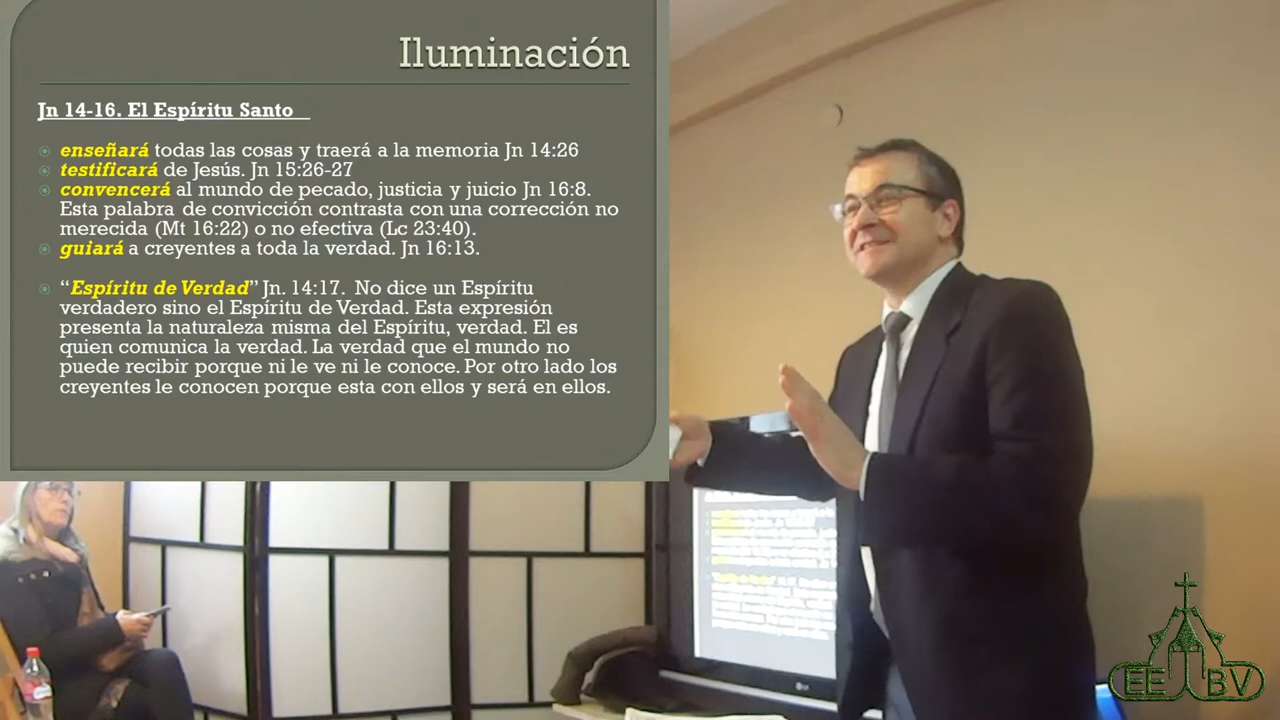 Iluminación
Jn 14-16. El Espíritu Santo
enseñará todas las cosas y traerá a la memoria Jn 14:26
testificará de Jesús. Jn 15:26-27
convencerá al mundo de pecado, justicia y juicio Jn 16:8.
Esta palabra de convicción contrasta con una corrección no
merecida (Mt 16:22) o no efectiva (Lc 23:40).
guiará a creyentes a toda la verdad. Jn 16:13.
“Espíritu de Verdad” Jn. 14:17. No dice un Espíritu
verdadero sino el Espíritu de Verdad. Esta expresión
presenta la naturaleza misma del Espíritu, verdad. El es
quien comunica la verdad. La verdad que el mundo no
puede recibir porque ni le ve ni le conoce. Por otro lado los
creyentes le conocen porque esta con ellos y será en ellos.
LG
EE BV